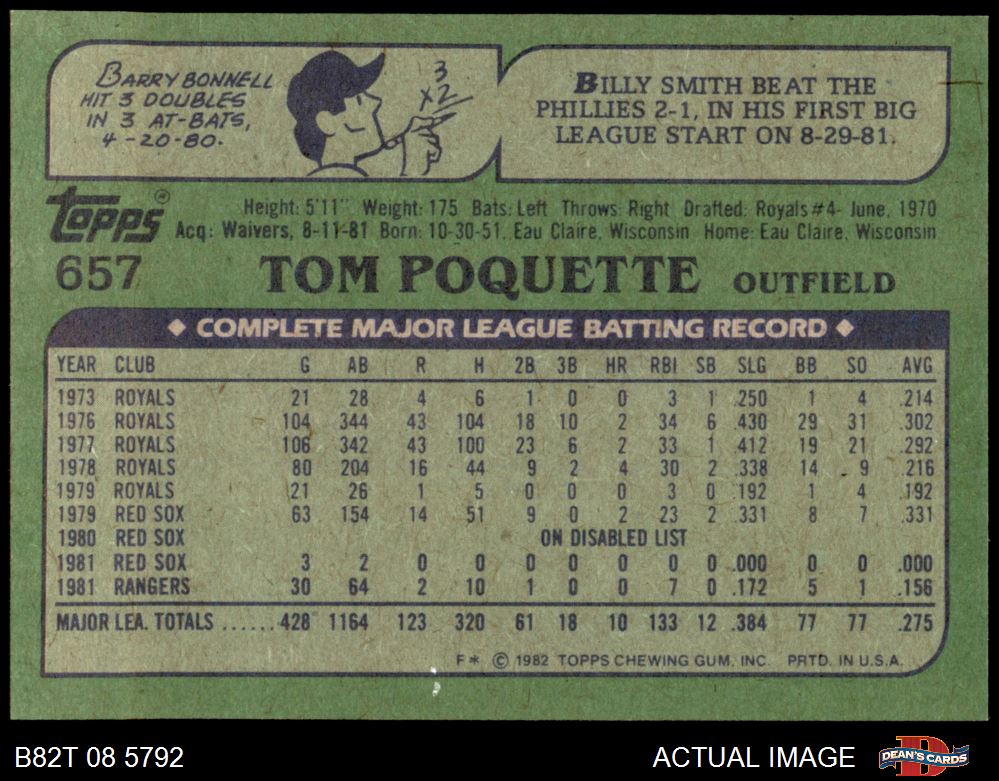 BARRY BONNELL
HIT 3 DOUBLES
IN 3 AT-BATS,
4-20-80.
3
x2
BILLY SMITH BEAT THE
PHILLIES 2-1, IN HIS FIRST BIG
LEAGUE START ON 8-29-81.
topps®
Height: 5'11" Weight: 175 Bats: Left Throws: Right Drafted: Royals #4- June, 1970
Acq: Waivers, 8-11-81 Born: 10-30-51, Eau Claire, Wisconsin Home: Eau Claire, Wisconsin
657 TOM POQUETTE OUTFIELD
◆ COMPLETE MAJOR LEAGUE BATTING RECORD ◆
YEAR CLUB G AB R H 2B 3B HR RBI SB SLG BB SO AVG
1973 ROYALS 21 28 4 6 1 0 0 3 1 .250 1 4 .214
1976 ROYALS 104 344 43 104 18 10 2 34 6 .430 29 31 .302
1977 ROYALS 106 342 43 100 23 6 2 33 1 .412 19 21 .292
1978 ROYALS 80 204 16 44 9 2 4 30 2 .338 14 9 .216
1979 ROYALS 21 26 1 5 0 0 0 3 0 .192 1 4 .192
1979 RED SOX 63 154 14 51 9 0 2 23 2 .331 8 7 .331
1980 RED SOX ON DISABLED LIST
1981 RED SOX 3 2 0 0 0 0 0 0 0 .000 0 0 .000
1981 RANGERS 30 64 2 10 1 0 0 7 0 .172 5 1 .156
MAJOR LEA. TOTALS ......428 1164 123 320 61 18 10 133 12 .384 77 77 .275
F* © 1982 TOPPS CHEWING GUM, INC. PRTD. IN U.S.A.
B82T 08 5792 ACTUAL IMAGE DEAN'S CARDS